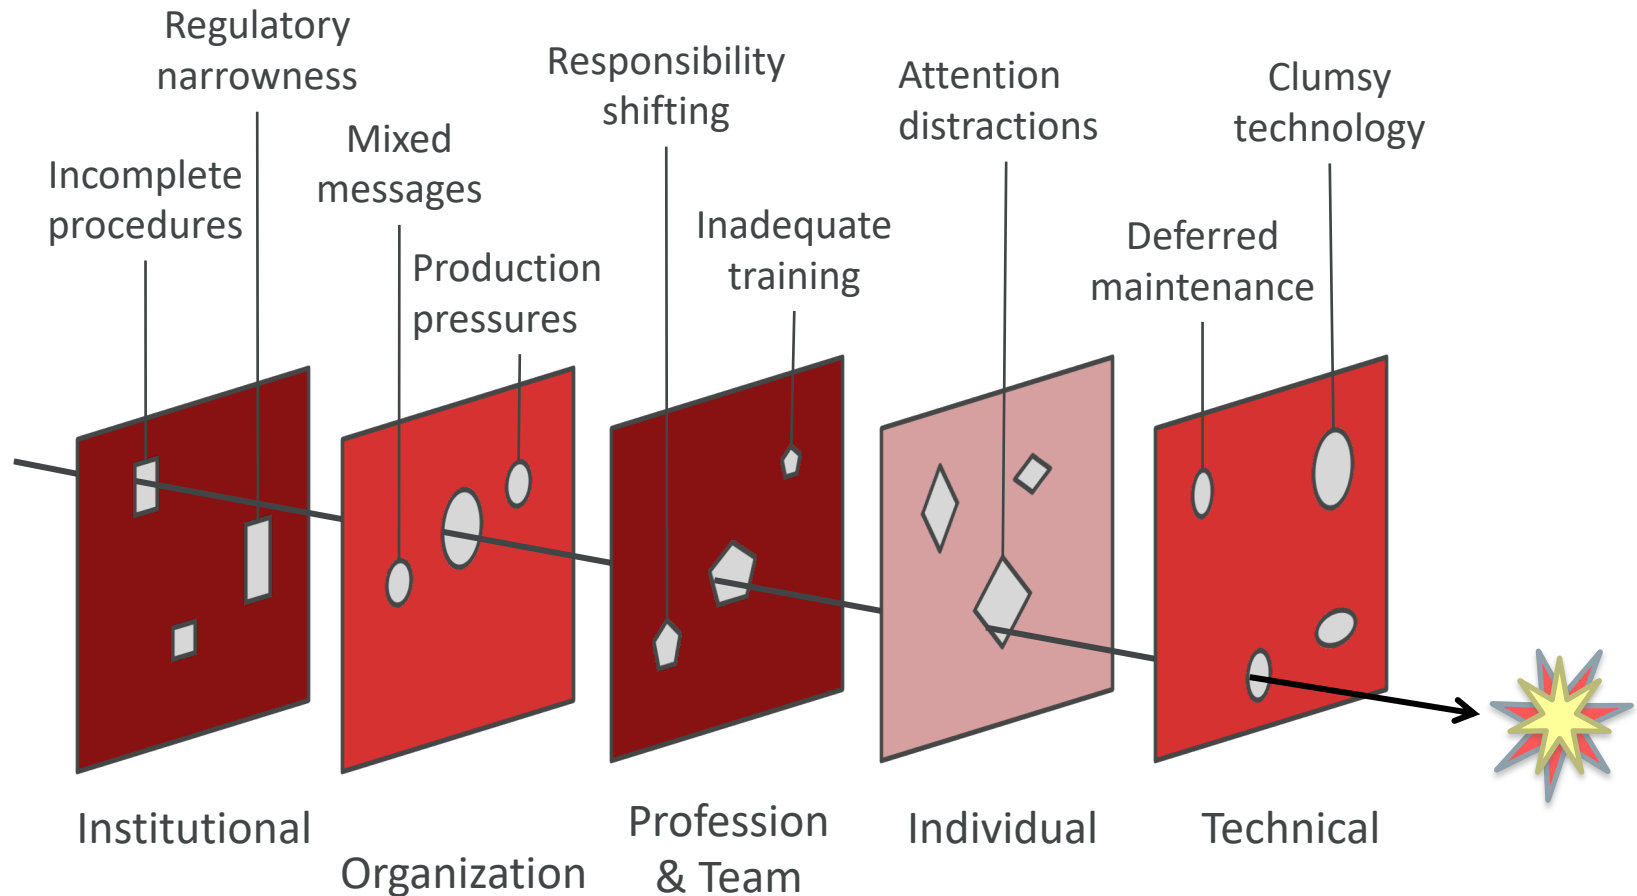 Regulatory
narrowness
Incomplete
procedures
Mixed
messages
Production
pressures
Responsibility
shifting
Inadequate
training
Attention
distractions
Deferred
maintenance
Clumsy
technology
Institutional
Organization
Profession
& Team
Individual
Technical